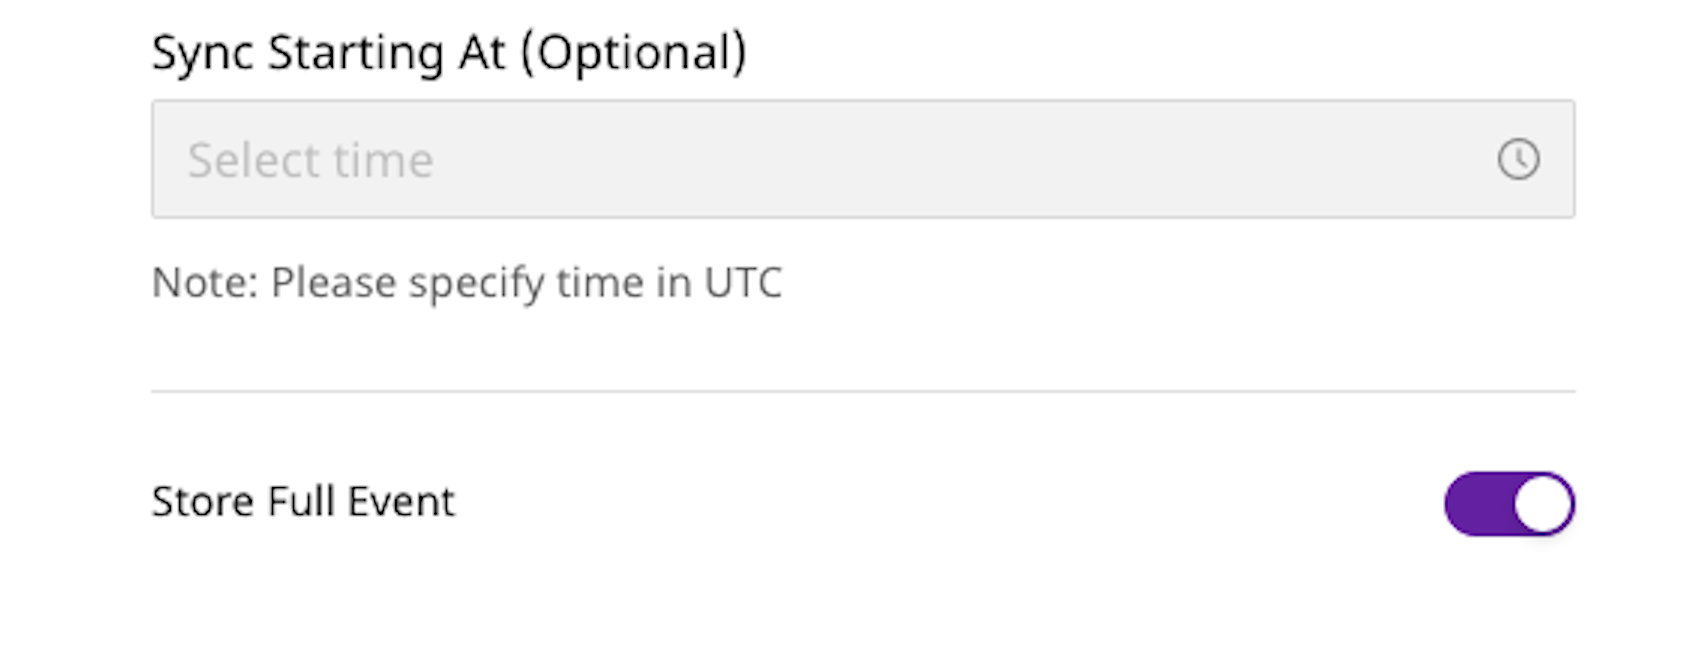 Sync Starting At (Optional)
Select time
Note: Please specify time in UTC
Store Full Event